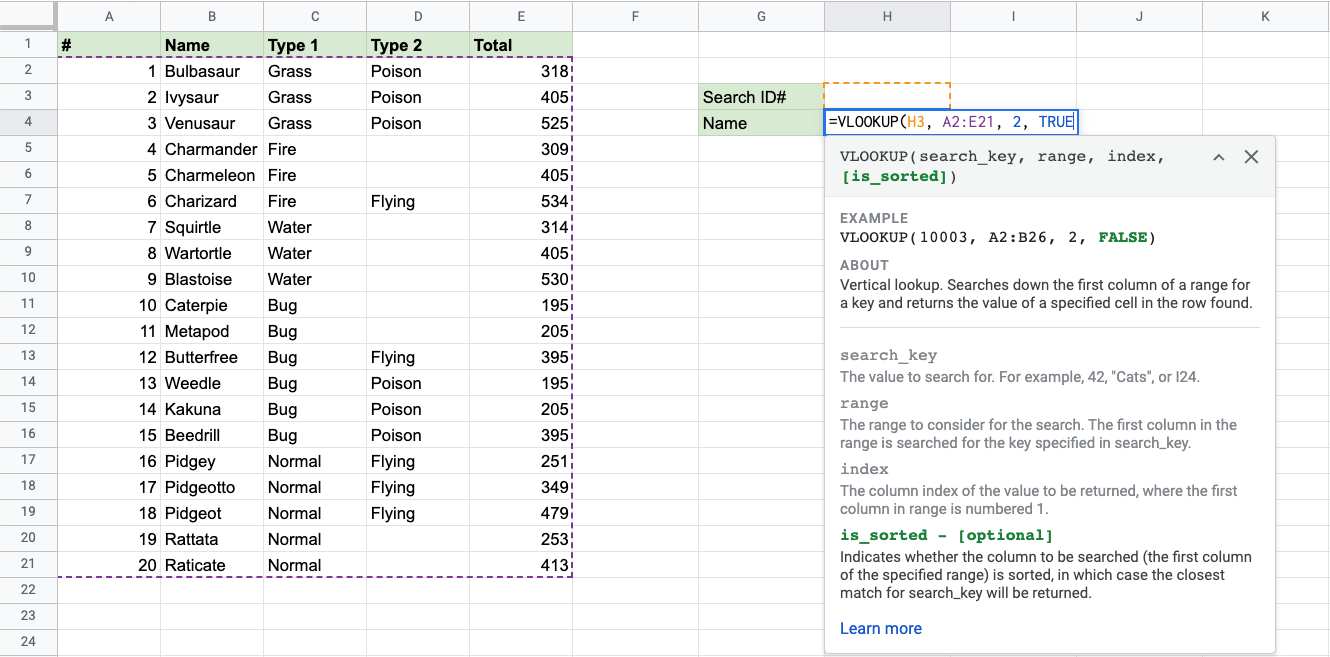 A B C D E F G H I J K
1 # Name Type 1 Type 2 Total
2 1 Bulbasaur Grass Poison 318
3 2 Ivysaur Grass Poison 405 Search ID#
4 3 Venusaur Grass Poison 525 Name =VLOOKUP(H3, A2:E21, 2, TRUE
5 4 Charmander Fire 309
6 5 Charmeleon Fire 405
7 6 Charizard Fire Flying 534
8 7 Squirtle Water 314
9 8 Wartortle Water 405
10 9 Blastoise Water 530
11 10 Caterpie Bug 195
12 11 Metapod Bug 205
13 12 Butterfree Bug Flying 395
14 13 Weedle Bug Poison 195
15 14 Kakuna Bug Poison 205
16 15 Beedrill Bug Poison 395
17 16 Pidgey Normal Flying 251
18 17 Pidgeotto Normal Flying 349
19 18 Pidgeot Normal Flying 479
20 19 Rattata Normal 253
21 20 Raticate Normal 413
22
23
24
VLOOKUP(search_key, range, index,
[is_sorted])
EXAMPLE
VLOOKUP(10003, A2:B26, 2, FALSE)
ABOUT
Vertical lookup. Searches down the first column of a range for
a key and returns the value of a specified cell in the row found.
search_key
The value to search for. For example, 42, "Cats", or I24.
range
The range to consider for the search. The first column in the
range is searched for the key specified in search_key.
index
The column index of the value to be returned, where the first
column in range is numbered 1.
is_sorted - [optional]
Indicates whether the column to be searched (the first column
of the specified range) is sorted, in which case the closest
match for search_key will be returned.
Learn more